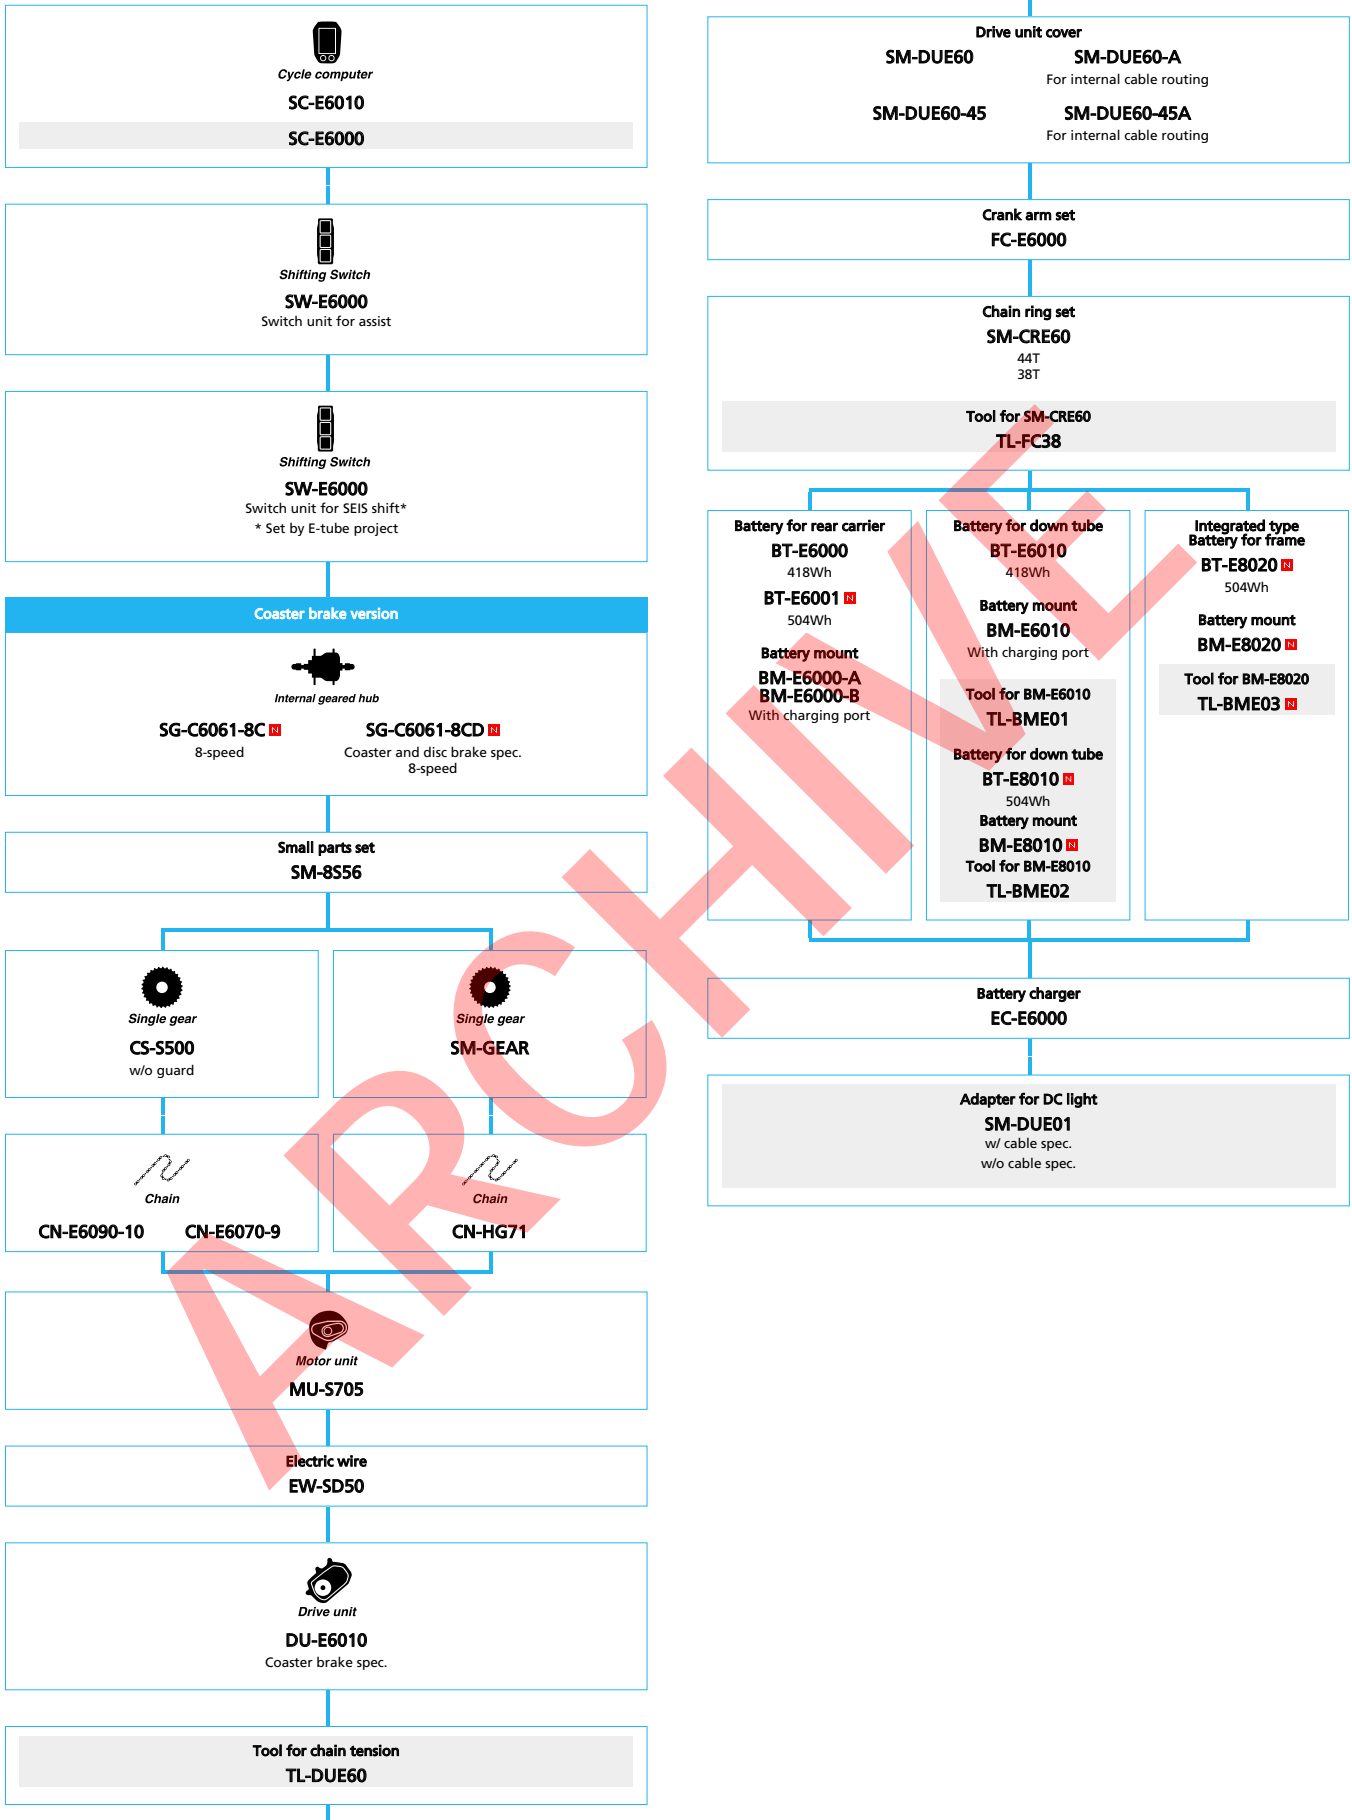 Cycle computer
SC-E6010
SC-E6000
Shifting Switch
SW-E6000
Switch unit for assist
Shifting Switch
SW-E6000
Switch unit for SEIS shift*
* Set by E-tube project
Coaster brake version
Internal geared hub
SG-C6061-8C N
8-speed
SG-C6061-8CD N
Coaster and disc brake spec.
8-speed
Small parts set
SM-8S56
Single gear
CS-S500
w/o guard
Single gear
SM-GEAR
Chain
CN-E6090-10 CN-E6070-9
Chain
CN-HG71
Motor unit
MU-S705
Electric wire
EW-SD50
Drive unit
DU-E6010
Coaster brake spec.
Tool for chain tension
TL-DUE60
Drive unit cover
SM-DUE60 SM-DUE60-A
For internal cable routing
SM-DUE60-45 SM-DUE60-45A
For internal cable routing
Crank arm set
FC-E6000
Chain ring set
SM-CRE60
44T
38T
Tool for SM-CRE60
TL-FC38
Battery for rear carrier
BT-E6000
418Wh
BT-E6001 N
504Wh
Battery mount
BM-E6000-A
BM-E6000-B
With charging port
Battery for down tube
BT-E6010
418Wh
Battery mount
BM-E6010
With charging port
Tool for BM-E6010
TL-BME01
Battery for down tube
BT-E8010 N
504Wh
Battery mount
BM-E8010 N
Tool for BM-E8010
TL-BME02
Integrated type
Battery for frame
BT-E8020 N
504Wh
Battery mount
BM-E8020 N
Tool for BM-E8020
TL-BME03 N
Battery charger
EC-E6000
Adapter for DC light
SM-DUE01
w/ cable spec.
w/o cable spec.
ARCHIVE